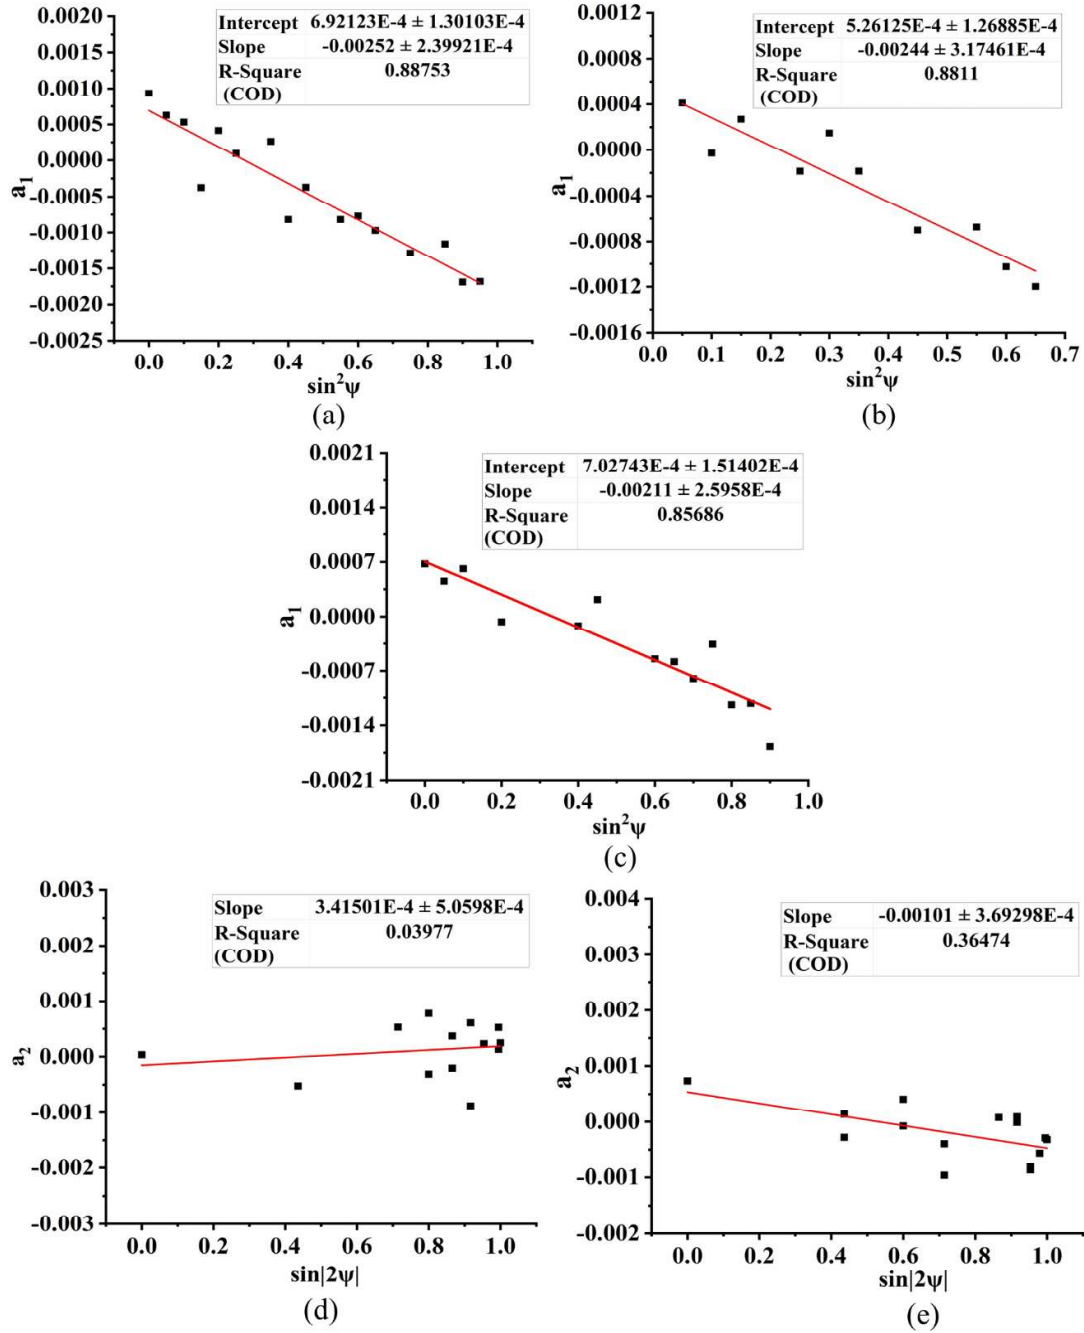 0.0020
0.0015
0.0010
0.0005
0.0000
-0.0005
-0.0010
-0.0015
-0.0020
-0.0025
a₁
Intercept 6.92123E-4 ± 1.30103E-4
Slope -0.00252 ± 2.39921E-4
R-Square 0.88753
(COD)
0.0 0.2 0.4 0.6 0.8 1.0
sin²ψ
(a)
0.0012
0.0008
0.0004
0.0000
-0.0004
-0.0008
-0.0012
-0.0016
a₁
Intercept 5.26125E-4 ± 1.26885E-4
Slope -0.00244 ± 3.17461E-4
R-Square 0.8811
(COD)
0.0 0.1 0.2 0.3 0.4 0.5 0.6 0.7
sin²ψ
(b)
0.0021
0.0014
0.0007
0.0000
-0.0007
-0.0014
-0.0021
a₁
Intercept 7.02743E-4 ± 1.51402E-4
Slope -0.00211 ± 2.5958E-4
R-Square 0.85686
(COD)
0.0 0.2 0.4 0.6 0.8 1.0
sin²ψ
(c)
0.003
0.002
0.001
0.000
-0.001
-0.002
-0.003
a₂
Slope 3.41501E-4 ± 5.0598E-4
R-Square 0.03977
(COD)
0.0 0.2 0.4 0.6 0.8 1.0
sin|2ψ|
(d)
0.004
0.003
0.002
0.001
0.000
-0.001
-0.002
a₂
Slope -0.00101 ± 3.69298E-4
R-Square 0.36474
(COD)
0.0 0.2 0.4 0.6 0.8 1.0
sin|2ψ|
(e)